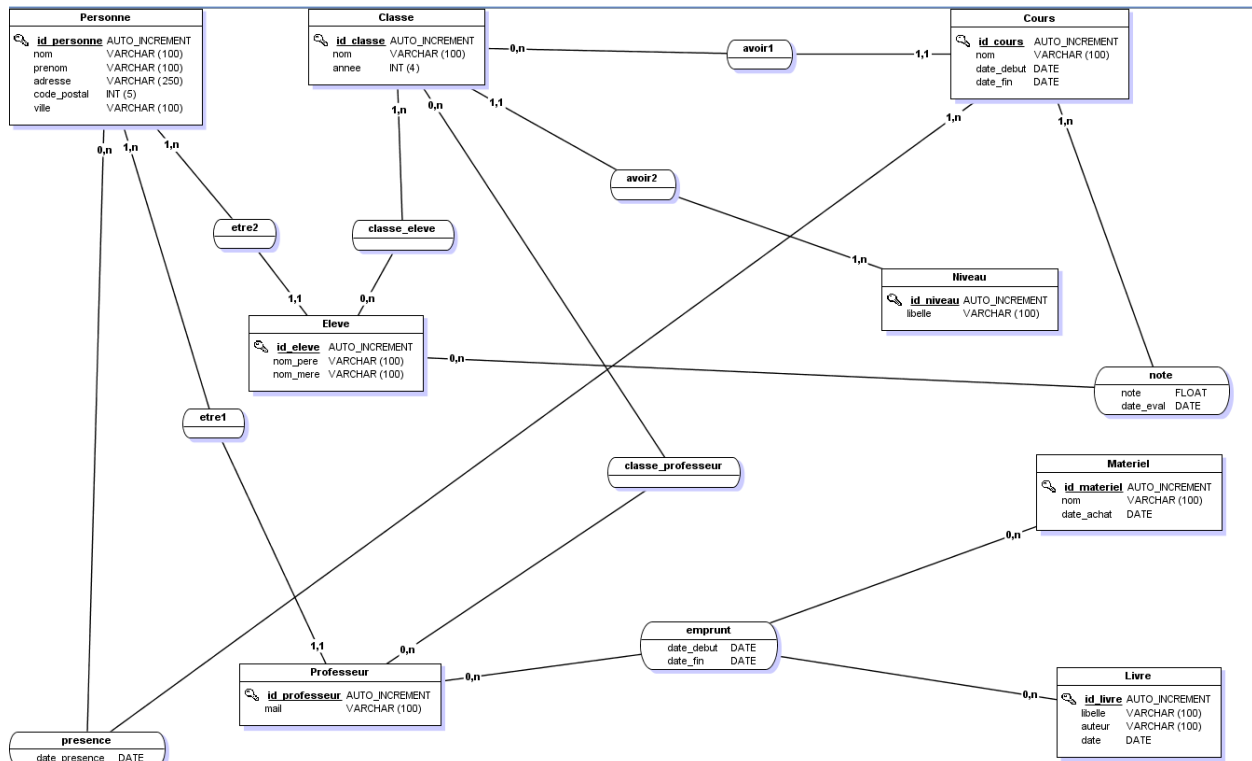 Personne
id_personne AUTO_INCREMENT
nom VARCHAR (100)
prenom VARCHAR (100)
adresse VARCHAR (250)
code_postal INT (5)
ville VARCHAR (100)
Classe
id_classe AUTO_INCREMENT
nom VARCHAR (100)
annee INT (4)
0,n
avoir1
1,1
Cours
id_cours AUTO_INCREMENT
nom VARCHAR (100)
date_debut DATE
date_fin DATE
0,n
1,n
1,n
1,n
0,n
1,1
1,n
1,n
avoir2
etre2
classe_eleve
1,n
Niveau
id_niveau AUTO_INCREMENT
libelle VARCHAR (100)
1,1
0,n
Eleve
id_eleve AUTO_INCREMENT
nom_pere VARCHAR (100)
nom_mere VARCHAR (100)
0,n
note
note FLOAT
date_eval DATE
etre1
classe_professeur
Materiel
id_materiel AUTO_INCREMENT
nom VARCHAR (100)
date_achat DATE
0,n
emprunt
date_debut DATE
date_fin DATE
1,1
0,n
Professeur
id_professeur AUTO_INCREMENT
mail VARCHAR (100)
0,n
0,n
Livre
id_livre AUTO_INCREMENT
libelle VARCHAR (100)
auteur VARCHAR (100)
date DATE
presence
date_presence DATE